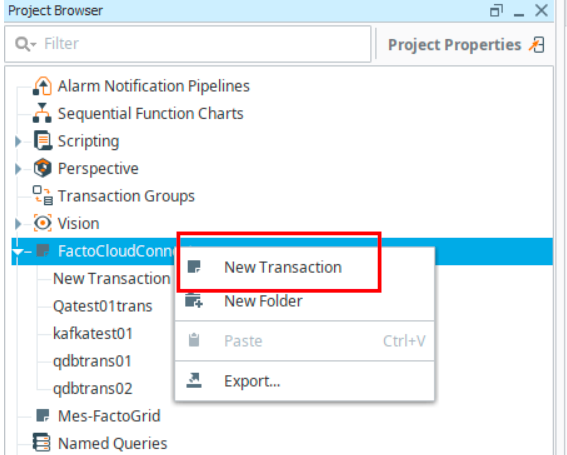 Project Browser
Filter
Project Properties
Alarm Notification Pipelines
Sequential Function Charts
Scripting
Perspective
Transaction Groups
Vision
FactoCloudConn
New Transaction
New Transaction
New Folder
Qatest01trans
kafkatest01
Paste Ctrl+V
qdbtrans01
Export...
qdbtrans02
Mes-FactoGrid
Named Queries